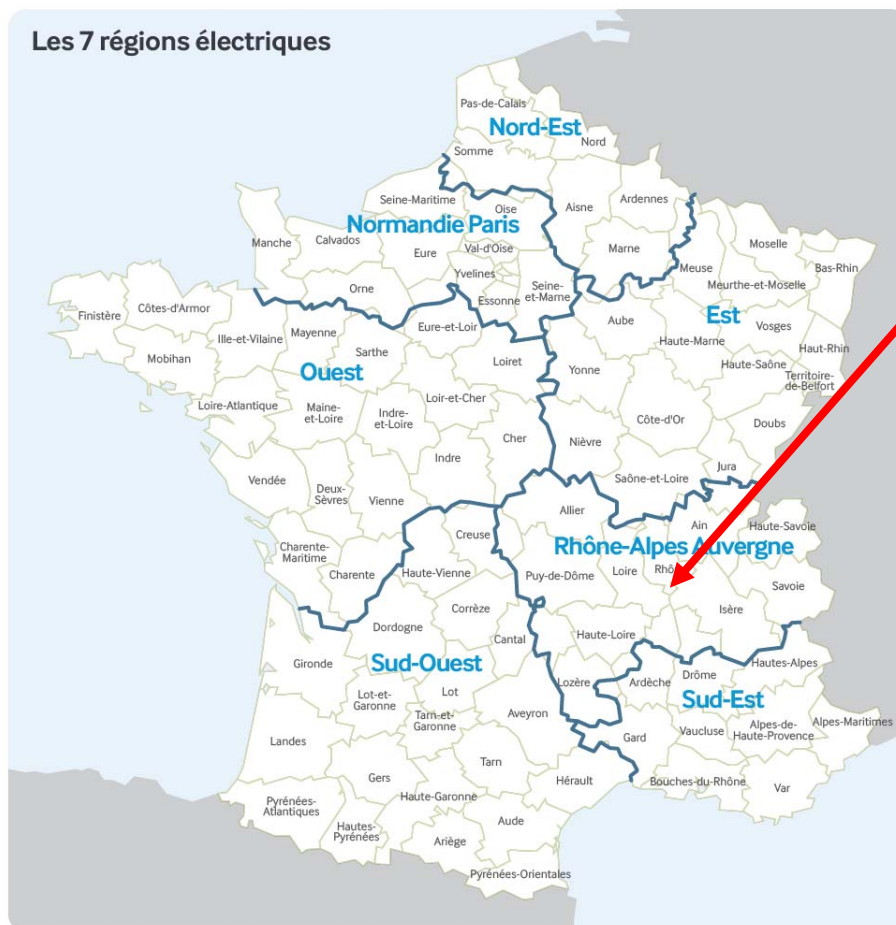 Les 7 régions électriques
Pas-de-Calais
Nord-Est
Nord
Somme
Seine-Maritime
Oise
Aisne
Ardennes
Normandie Paris
Manche
Calvados
Eure
Val-d'Oise
Marne
Moselle
Meuse
Bas-Rhin
Yvelines
Orne
Essonne
Seine-
et-Marne
Meurthe-et-Moselle
Finistère
Côtes-d'Armor
Ille-et-Vilaine
Mayenne
Eure-et-Loir
Aube
Est
Vosges
Haute-Marne
Haut-Rhin
Mobihan
Sarthe
Ouest
Loiret
Yonne
Haute-Saône
Territoire-
de-Belfort
Loire-Atlantique
Maine-
et-Loire
Indre-
et-Loire
Loir-et-Cher
Côte-d'Or
Doubs
Cher
Nièvre
Indre
Vendée
Deux-
Sèvres
Vienne
Saône-et-Loire
Jura
Allier
Ain
Haute-Savoie
Creuse
Rhône-Alpes Auvergne
Charente-
Maritime
Charente
Haute-Vienne
Puy-de-Dôme
Loire
Savoie
Corrèze
Isère
Dordogne
Cantal
Haute-Loire
Gironde
Sud-Ouest
Lozère
Ardèche
Drôme
Hautes-Alpes
Lot-et-
Garonne
Lot
Sud-Est
Tarn-et-
Garonne
Aveyron
Gard
Vaucluse
Alpes-de-
Haute-Provence
Alpes-Maritimes
Landes
Tarn
Gers
Hérault
Bouches-du-Rhône
Var
Haute-Garonne
Pyrénées-
Atlantiques
Hautes-
Pyrénées
Aude
Ariège
Pyrénées-Orientales